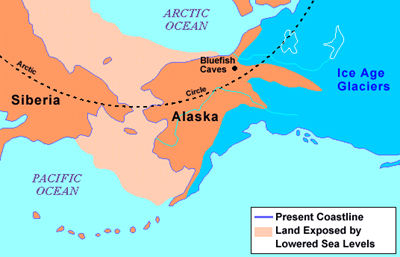 ARCTIC
OCEAN
Bluefish
Caves
Ice Age
Glaciers
Arctic
Circle
Siberia
Alaska
PACIFIC
OCEAN
Present Coastline
Land Exposed by
Lowered Sea Levels